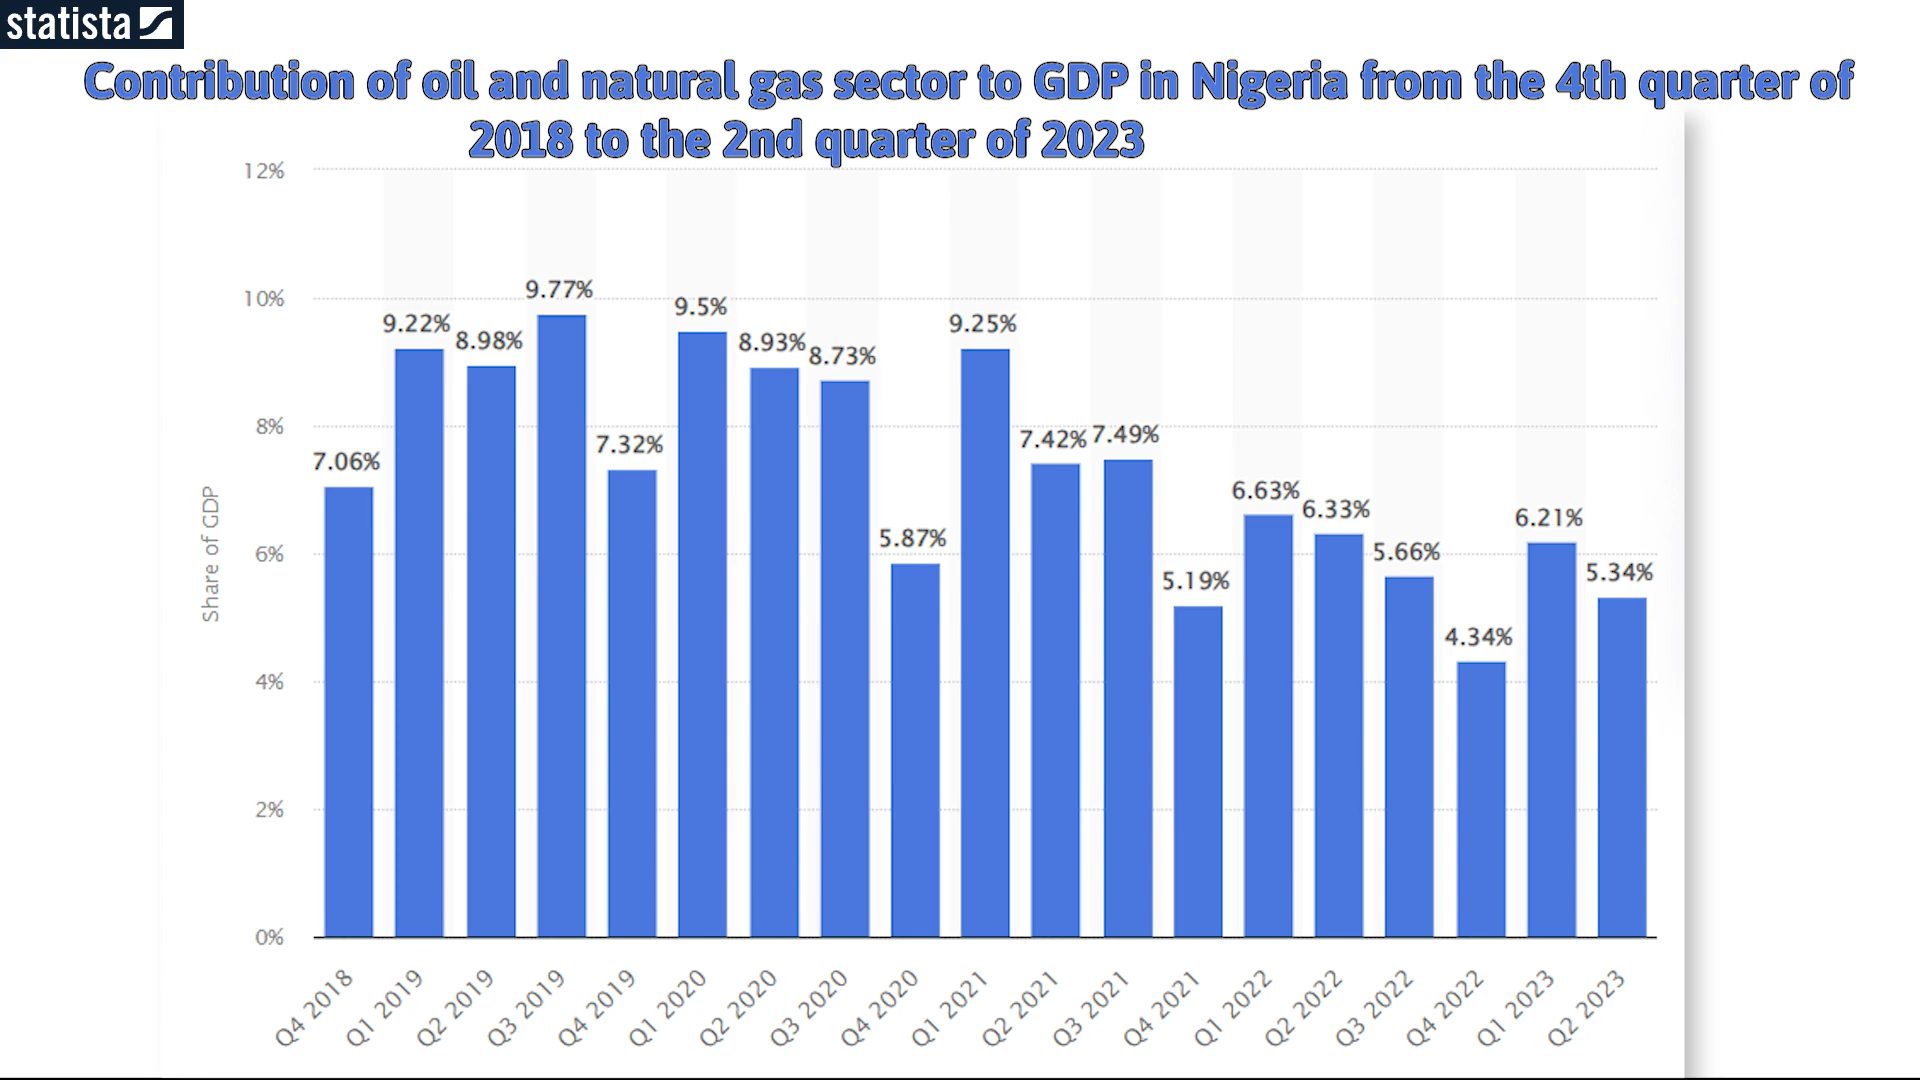 statista
Contribution of oil and natural gas sector to GDP in Nigeria from the 4th quarter of
2018 to the 2nd quarter of 2023
12%
10%
8%
6%
4%
2%
0%
Share of GDP
7.06%
9.22%
8.98%
9.77%
7.32%
9.5%
8.93%
8.73%
5.87%
9.25%
7.42%
7.49%
5.19%
6.63%
6.33%
5.66%
4.34%
6.21%
5.34%
Q4 2018
Q1 2019
Q2 2019
Q3 2019
Q4 2019
Q1 2020
Q2 2020
Q3 2020
Q4 2020
Q1 2021
Q2 2021
Q3 2021
Q4 2021
Q1 2022
Q2 2022
Q3 2022
Q4 2022
Q1 2023
Q2 2023